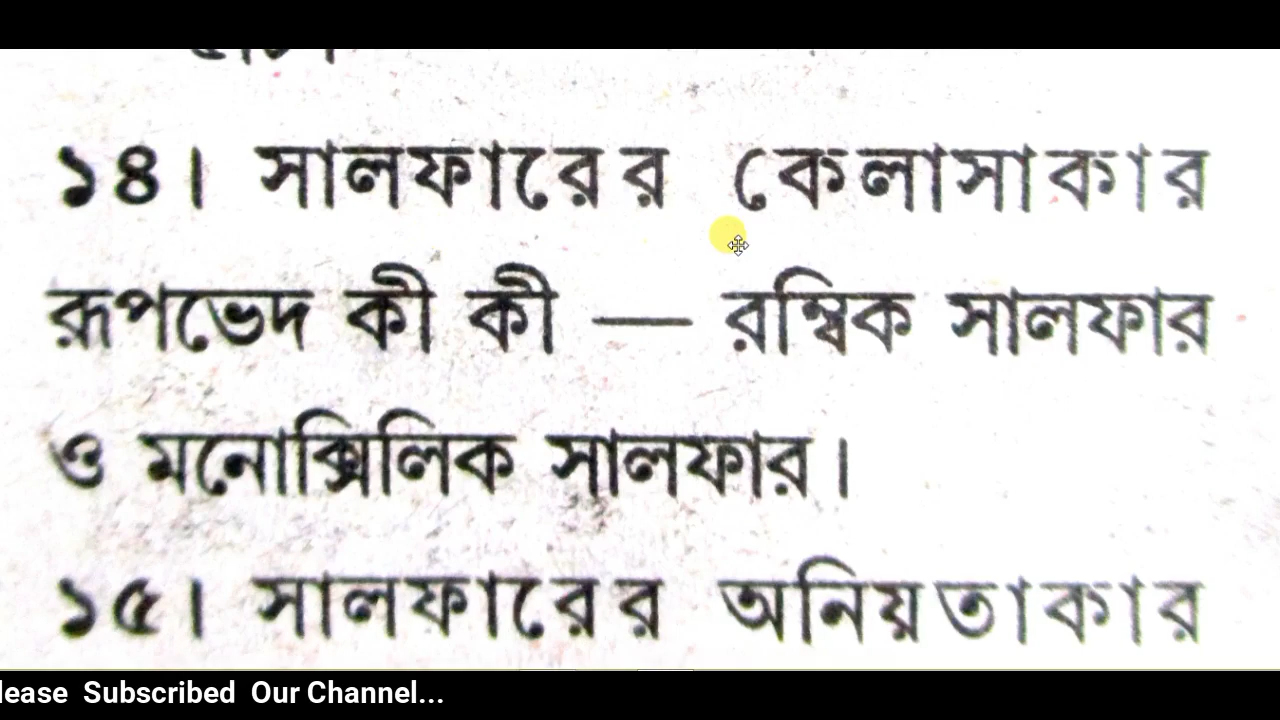 ১৪। সালফারের কেলাসাকার
রূপভেদ কী কী — রম্বিক সালফার
ও মনোক্সিলিক সালফার।
১৫। সালফারের অনিয়তাকার
lease Subscribed Our Channel...